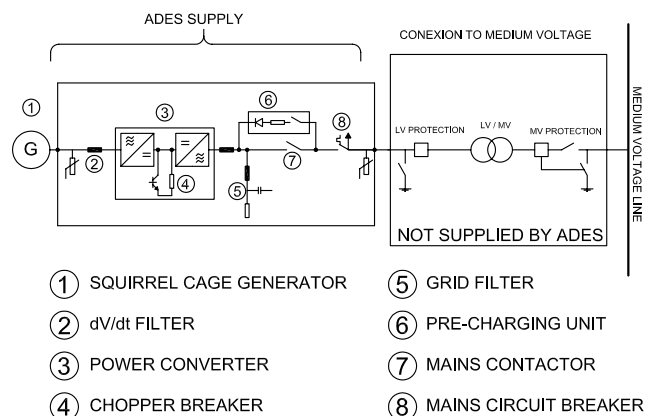 ADES SUPPLY
CONEXION TO MEDIUM VOLTAGE
MEDIUM VOLTAGE LINE
1
3
6
8
LV PROTECTION
LV / MV
MV PROTECTION
G
2
4
5
7
NOT SUPPLIED BY ADES
1 SQUIRREL CAGE GENERATOR
2 dV/dt FILTER
3 POWER CONVERTER
4 CHOPPER BREAKER
5 GRID FILTER
6 PRE-CHARGING UNIT
7 MAINS CONTACTOR
8 MAINS CIRCUIT BREAKER